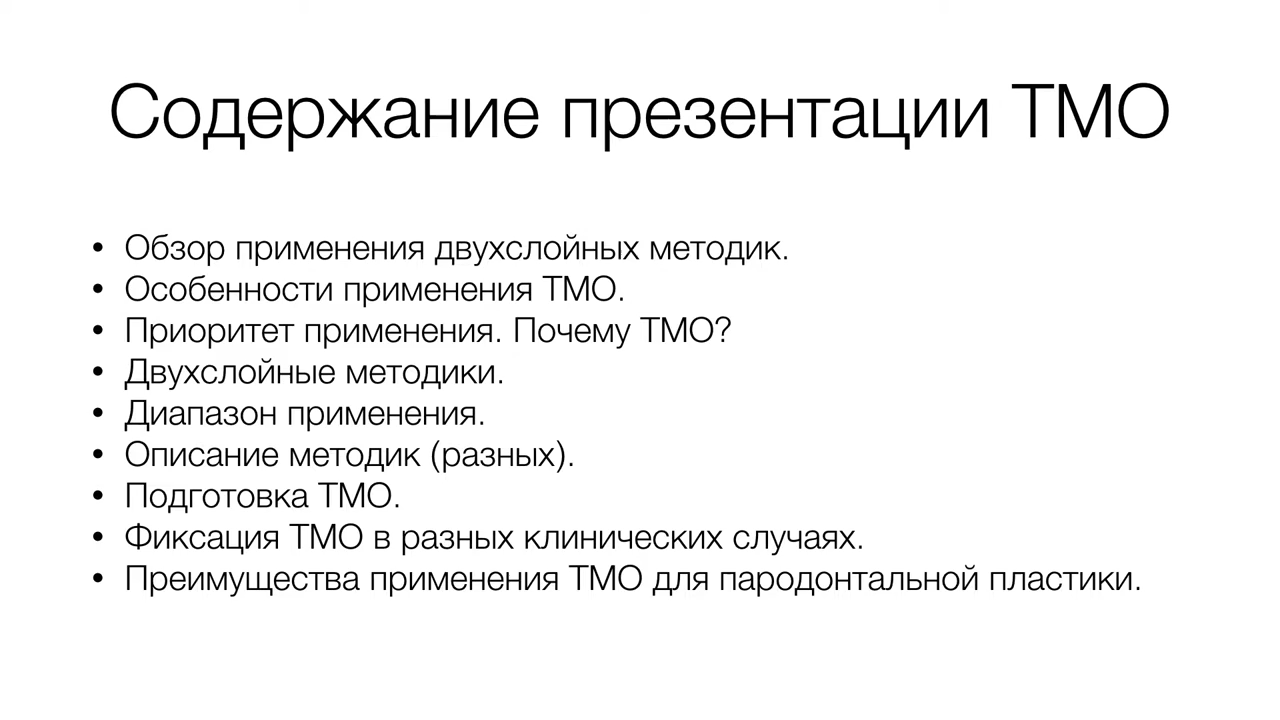 Содержание презентации ТМО
• Обзор применения двухслойных методик.
• Особенности применения ТМО.
• Приоритет применения. Почему ТМО?
• Двухслойные методики.
• Диапазон применения.
• Описание методик (разных).
• Подготовка ТМО.
• Фиксация ТМО в разных клинических случаях.
• Преимущества применения ТМО для пародонтальной пластики.